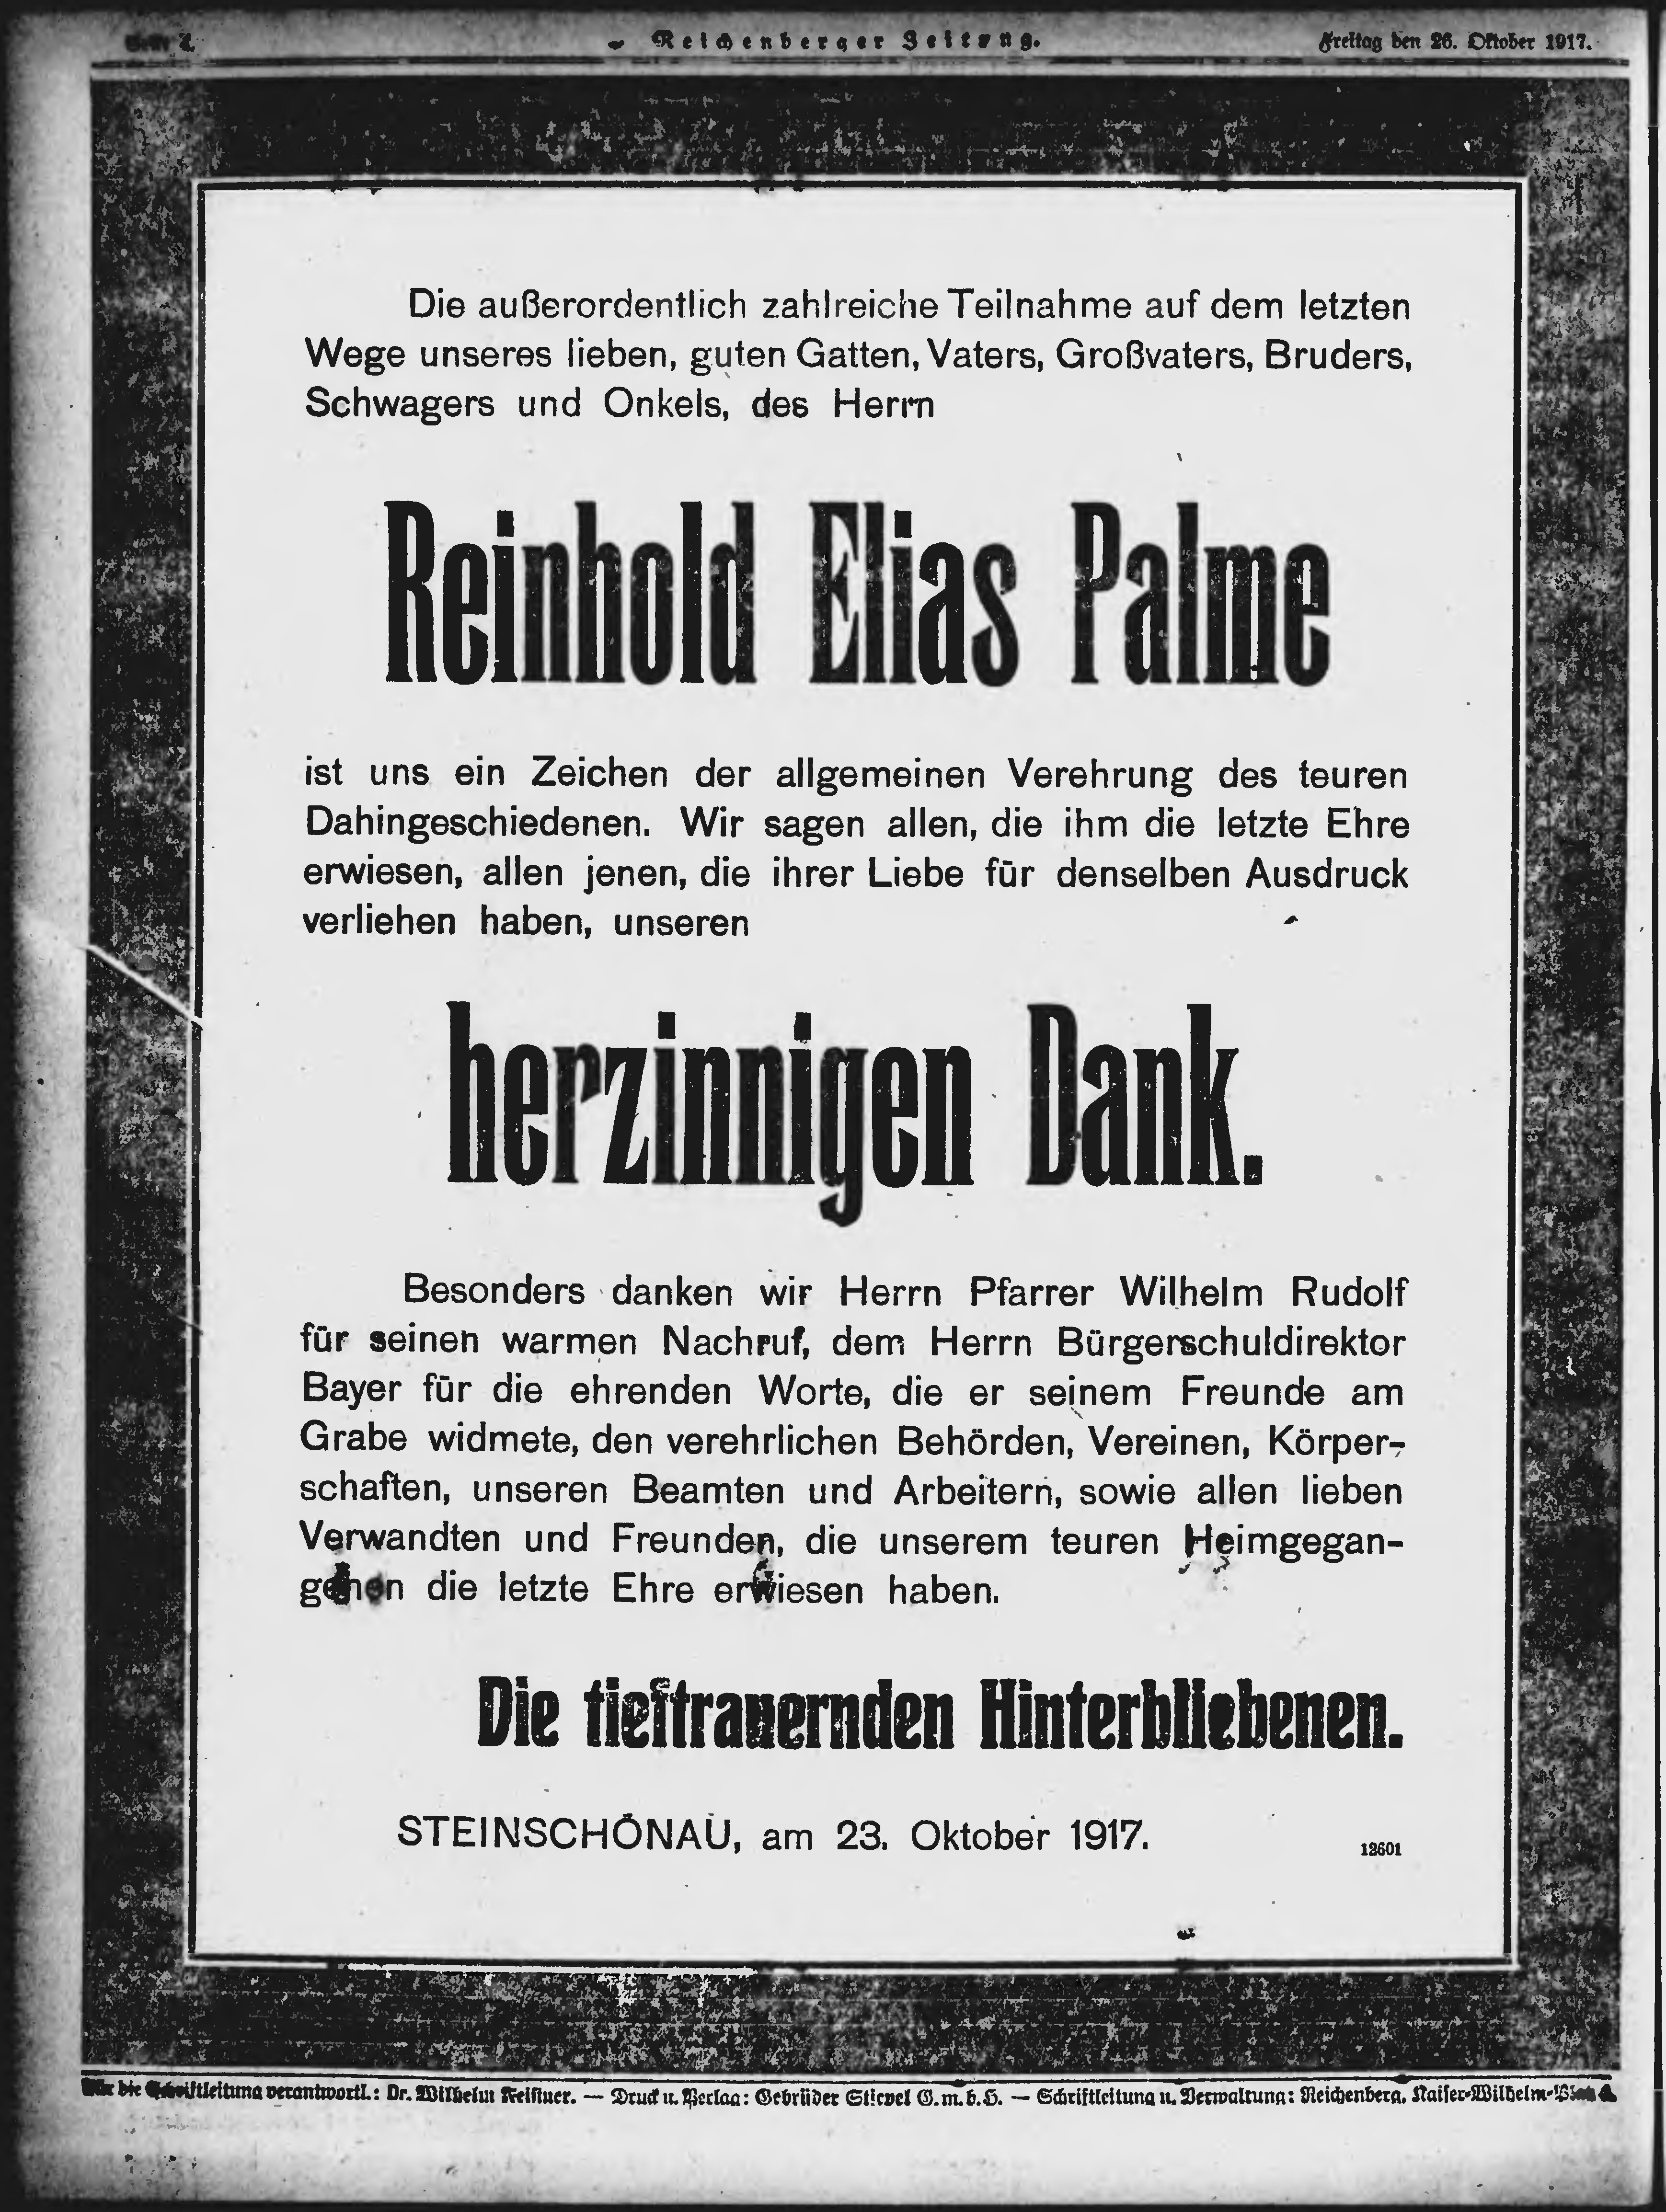 Reichenberger Zeitung.
Freitag den 26. Oktober 1917.
Die außerordentlich zahlreiche Teilnahme auf dem letzten
Wege unseres lieben, guten Gatten, Vaters, Großvaters, Bruders,
Schwagers und Onkels, des Herrn
Reinhold Elias Palme
ist uns ein Zeichen der allgemeinen Verehrung des teuren
Dahingeschiedenen. Wir sagen allen, die ihm die letzte Ehre
erwiesen, allen jenen, die ihrer Liebe für denselben Ausdruck
verliehen haben, unseren
herzinnigen Dank.
Besonders danken wir Herrn Pfarrer Wilhelm Rudolf
für seinen warmen Nachruf, dem Herrn Bürgerschuldirektor
Bayer für die ehrenden Worte, die er seinem Freunde am
Grabe widmete, den verehrlichen Behörden, Vereinen, Körper-
schaften, unseren Beamten und Arbeitern, sowie allen lieben
Verwandten und Freunden, die unserem teuren Heimgegan-
genen die letzte Ehre erwiesen haben.
Die tieftrauernden Hinterbliebenen.
STEINSCHÖNAU, am 23. Oktober 1917.
12601
Für die Schriftleitung verantwortl.: Dr. Wilhelm Feistner. — Druck u. Verlag: Gebrüder Stiepel G. m. b. H. — Schriftleitung u. Verwaltung: Reichenberg, Kaiser-Wilhelm-